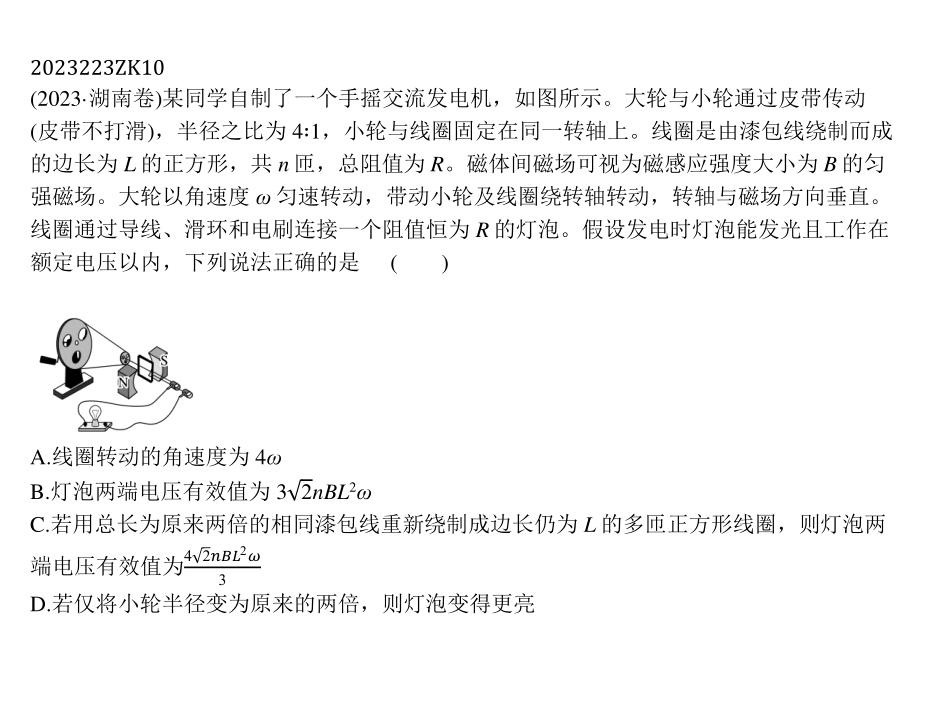 2023223ZK10
(2023·湖南卷)某同学自制了一个手摇交流发电机，如图所示。大轮与小轮通过皮带传动
(皮带不打滑)，半径之比为 4∶1，小轮与线圈固定在同一转轴上。线圈是由漆包线绕制而成
的边长为 L 的正方形，共 n 匝，总阻值为 R。磁体间磁场可视为磁感应强度大小为 B 的匀
强磁场。大轮以角速度 ω 匀速转动，带动小轮及线圈绕转轴转动，转轴与磁场方向垂直。
线圈通过导线、滑环和电刷连接一个阻值恒为 R 的灯泡。假设发电时灯泡能发光且工作在
额定电压以内，下列说法正确的是 (  )
S
N
A.线圈转动的角速度为 4ω
B.灯泡两端电压有效值为 3√2nBL²ω
C.若用总长为原来两倍的相同漆包线重新绕制成边长仍为 L 的多匝正方形线圈，则灯泡两
端电压有效值为4√2nBL²ω/3
D.若仅将小轮半径变为原来的两倍，则灯泡变得更亮